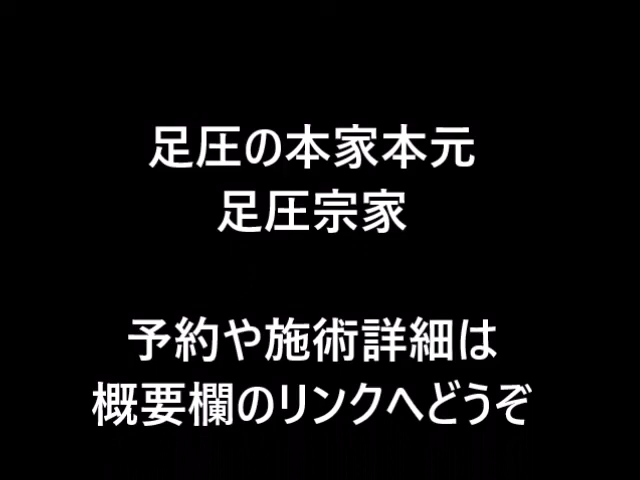 足圧の本家本元
足圧宗家
予約や施術詳細は
概要欄のリンクへどうぞ